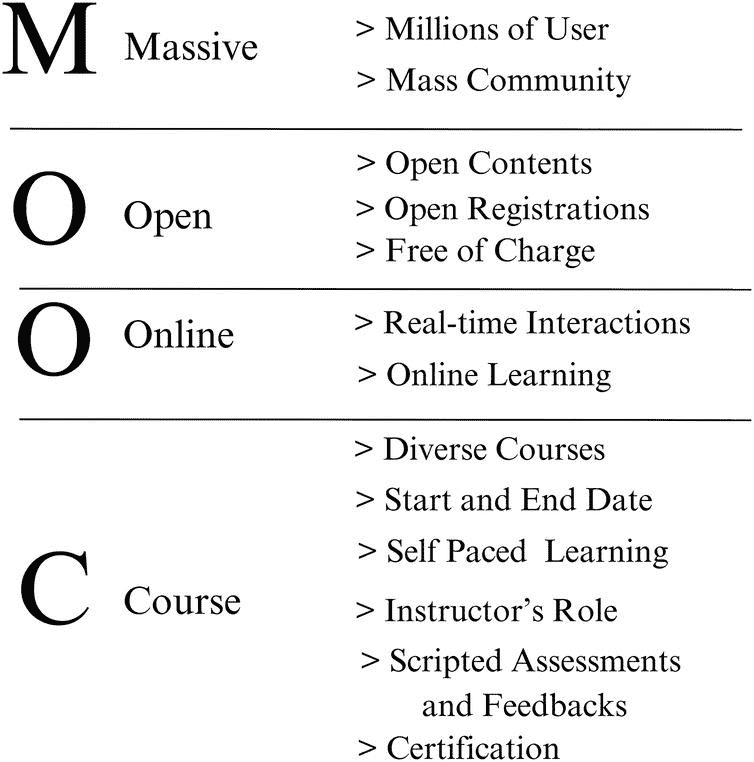 M Massive > Millions of User
> Mass Community
O Open > Open Contents
> Open Registrations
> Free of Charge
O Online > Real-time Interactions
> Online Learning
C Course > Diverse Courses
> Start and End Date
> Self Paced Learning
> Instructor's Role
> Scripted Assessments
and Feedbacks
> Certification